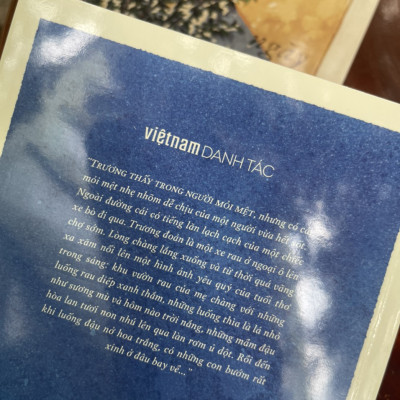 việtnam DANH TÁC
"TRƯƠNG THẤY TRONG NGƯỜI MỎI MỆT, nhưng có cái
mỏi mệt nhẹ nhõm dễ chịu của một người vừa hết sốt.
Ngoài đường cái có tiếng lăn lạch cạch của một chiếc
xe bò đi qua. Trương đoán là một xe rau ở ngoại ô lên
chợ sớm. Lòng chàng lắng xuống và từ thời quá vãng
xa xăm nổi lên một hình ảnh yêu quý của tuổi thơ
trong sáng: khu vườn rau của mẹ chàng với những
luống rau diếp xanh thắm, những luống thìa là lá nhỏ
như sương mù và hôm nào trời nắng, những mầm đậu
hòa lan tươi non nhú lên qua làn rơm ủ dột. Rồi đến
khi luống đậu nở hoa trắng, có những con bướm rất
xinh ở đâu bay về..."